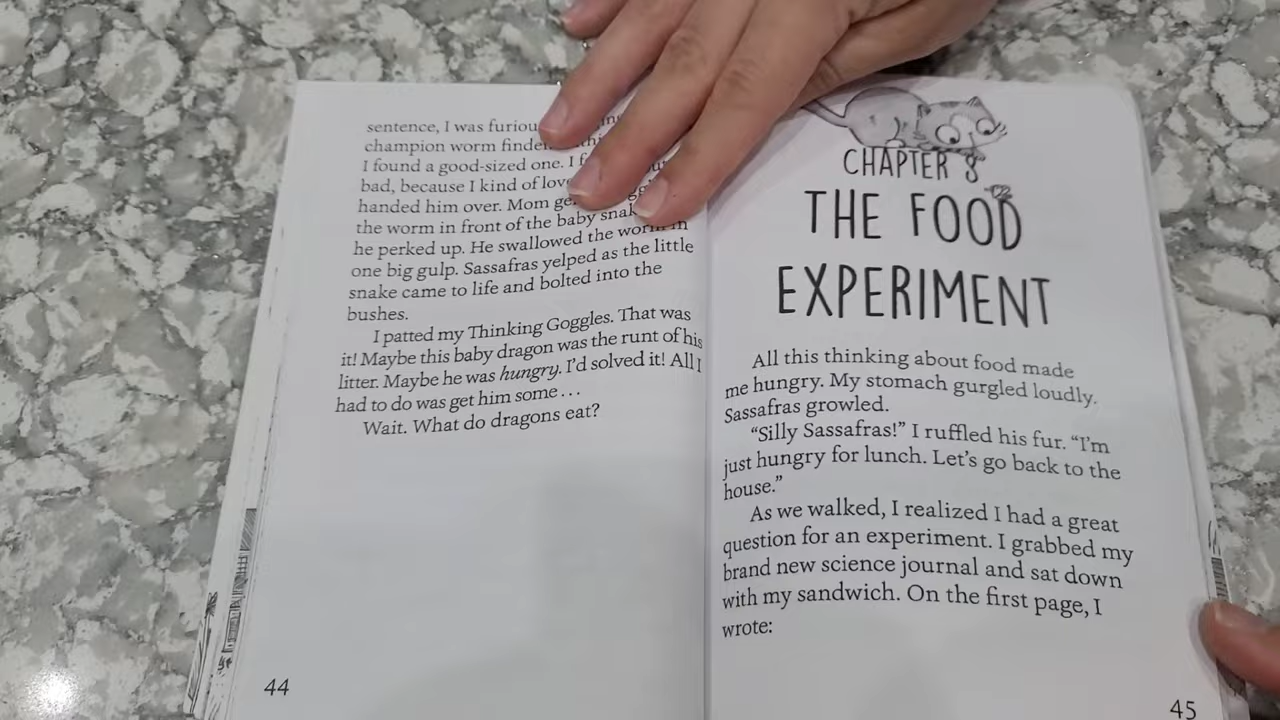 sentence, I was furiou
champion worm finde
I found a good-sized one. I
bad, because I kind of lov
handed him over. Mom ge
the worm in front of the baby sna
he perked up. He swallowed the worm in
one big gulp. Sassafras yelped as the little
snake came to life and bolted into the
bushes.
I patted my Thinking Goggles. That was
it! Maybe this baby dragon was the runt of his
litter. Maybe he was hungry. I'd solved it! All I
had to do was get him some . . .
Wait. What do dragons eat?
44
CHAPTER 8
THE FOOD
EXPERIMENT
All this thinking about food made
me hungry. My stomach gurgled loudly.
Sassafras growled.
“Silly Sassafras!” I ruffled his fur. “I'm
just hungry for lunch. Let's go back to the
house.”
As we walked, I realized I had a great
question for an experiment. I grabbed my
brand new science journal and sat down
with my sandwich. On the first page, I
wrote:
45